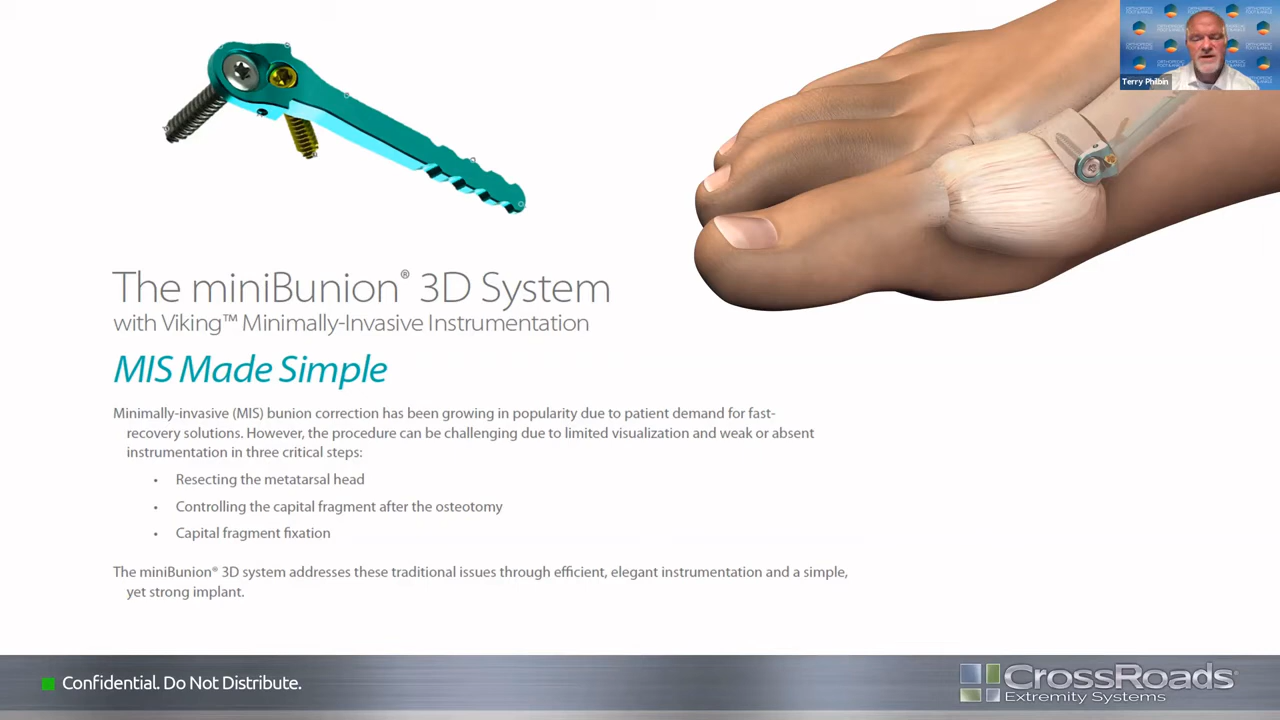 The miniBunion® 3D System
with Viking™ Minimally-Invasive Instrumentation
MIS Made Simple
Minimally-invasive (MIS) bunion correction has been growing in popularity due to patient demand for fast-
recovery solutions. However, the procedure can be challenging due to limited visualization and weak or absent
instrumentation in three critical steps:
• Resecting the metatarsal head
• Controlling the capital fragment after the osteotomy
• Capital fragment fixation
The miniBunion® 3D system addresses these traditional issues through efficient, elegant instrumentation and a simple,
yet strong implant.
Terry Philbin
ORTHOPEDIC
FOOT & ANKLE
Confidential. Do Not Distribute.
CrossRoads®
Extremity Systems